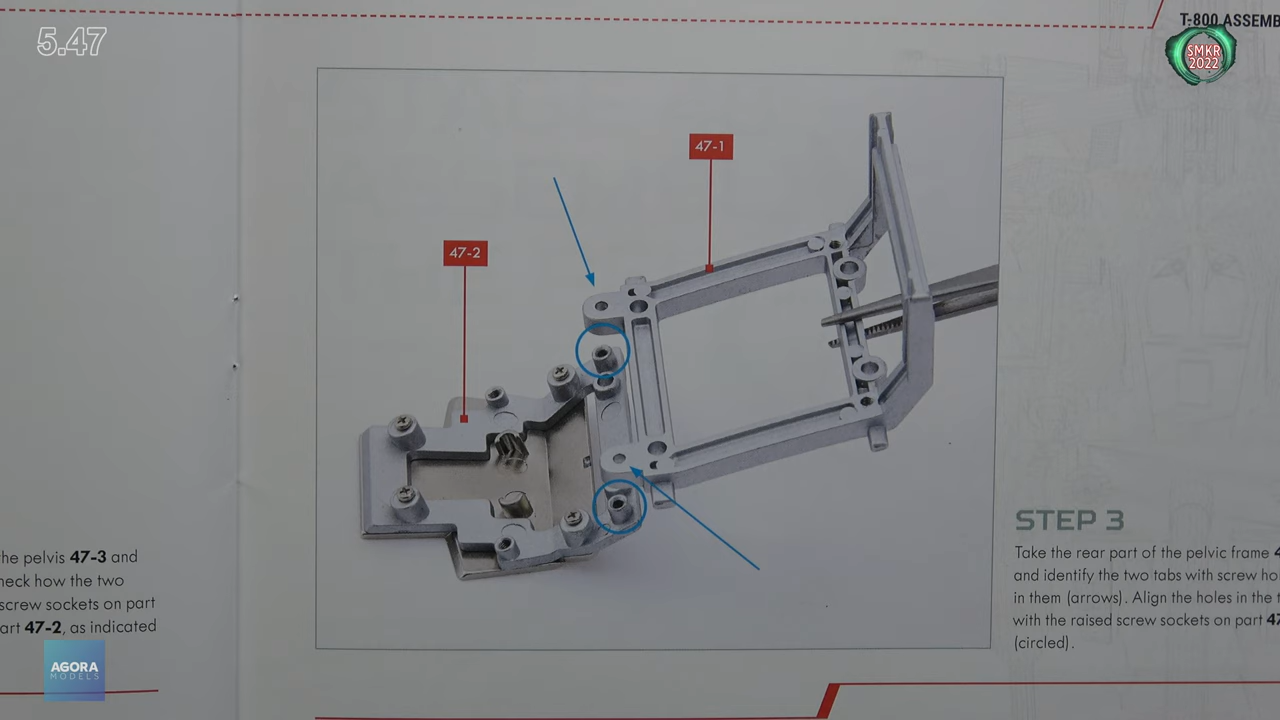 5.47
T-800 ASSEMB
SMKR
2022
47-1
47-2
the pelvis 47-3 and
heck how the two
screw sockets on part
art 47-2, as indicated
AGORA
MODELS
STEP 3
Take the rear part of the pelvic frame 4
and identify the two tabs with screw ho
in them (arrows). Align the holes in the t
with the raised screw sockets on part 47
(circled).